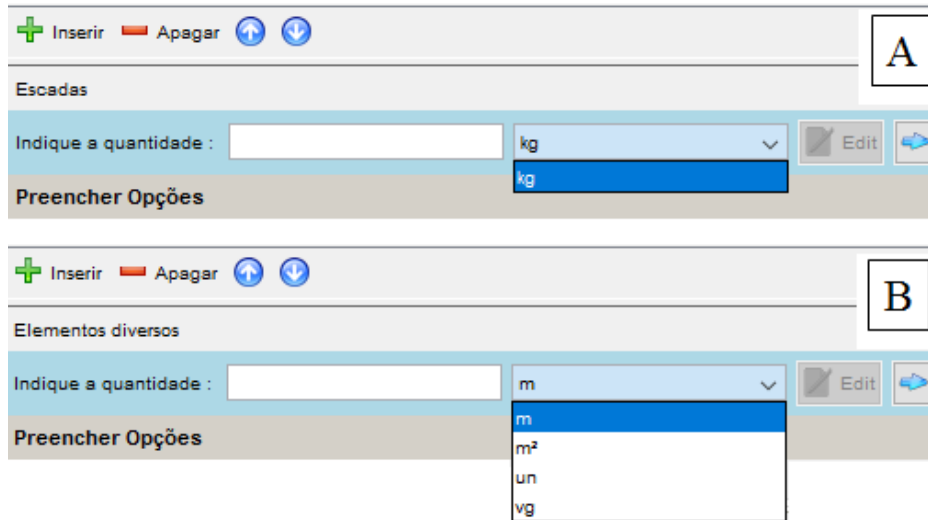 Inserir Apagar
A
Escadas
Indique a quantidade : kg Edit
kg
Preencher Opções
Inserir Apagar
B
Elementos diversos
Indique a quantidade : m Edit
m
Preencher Opções
m²
un
vg